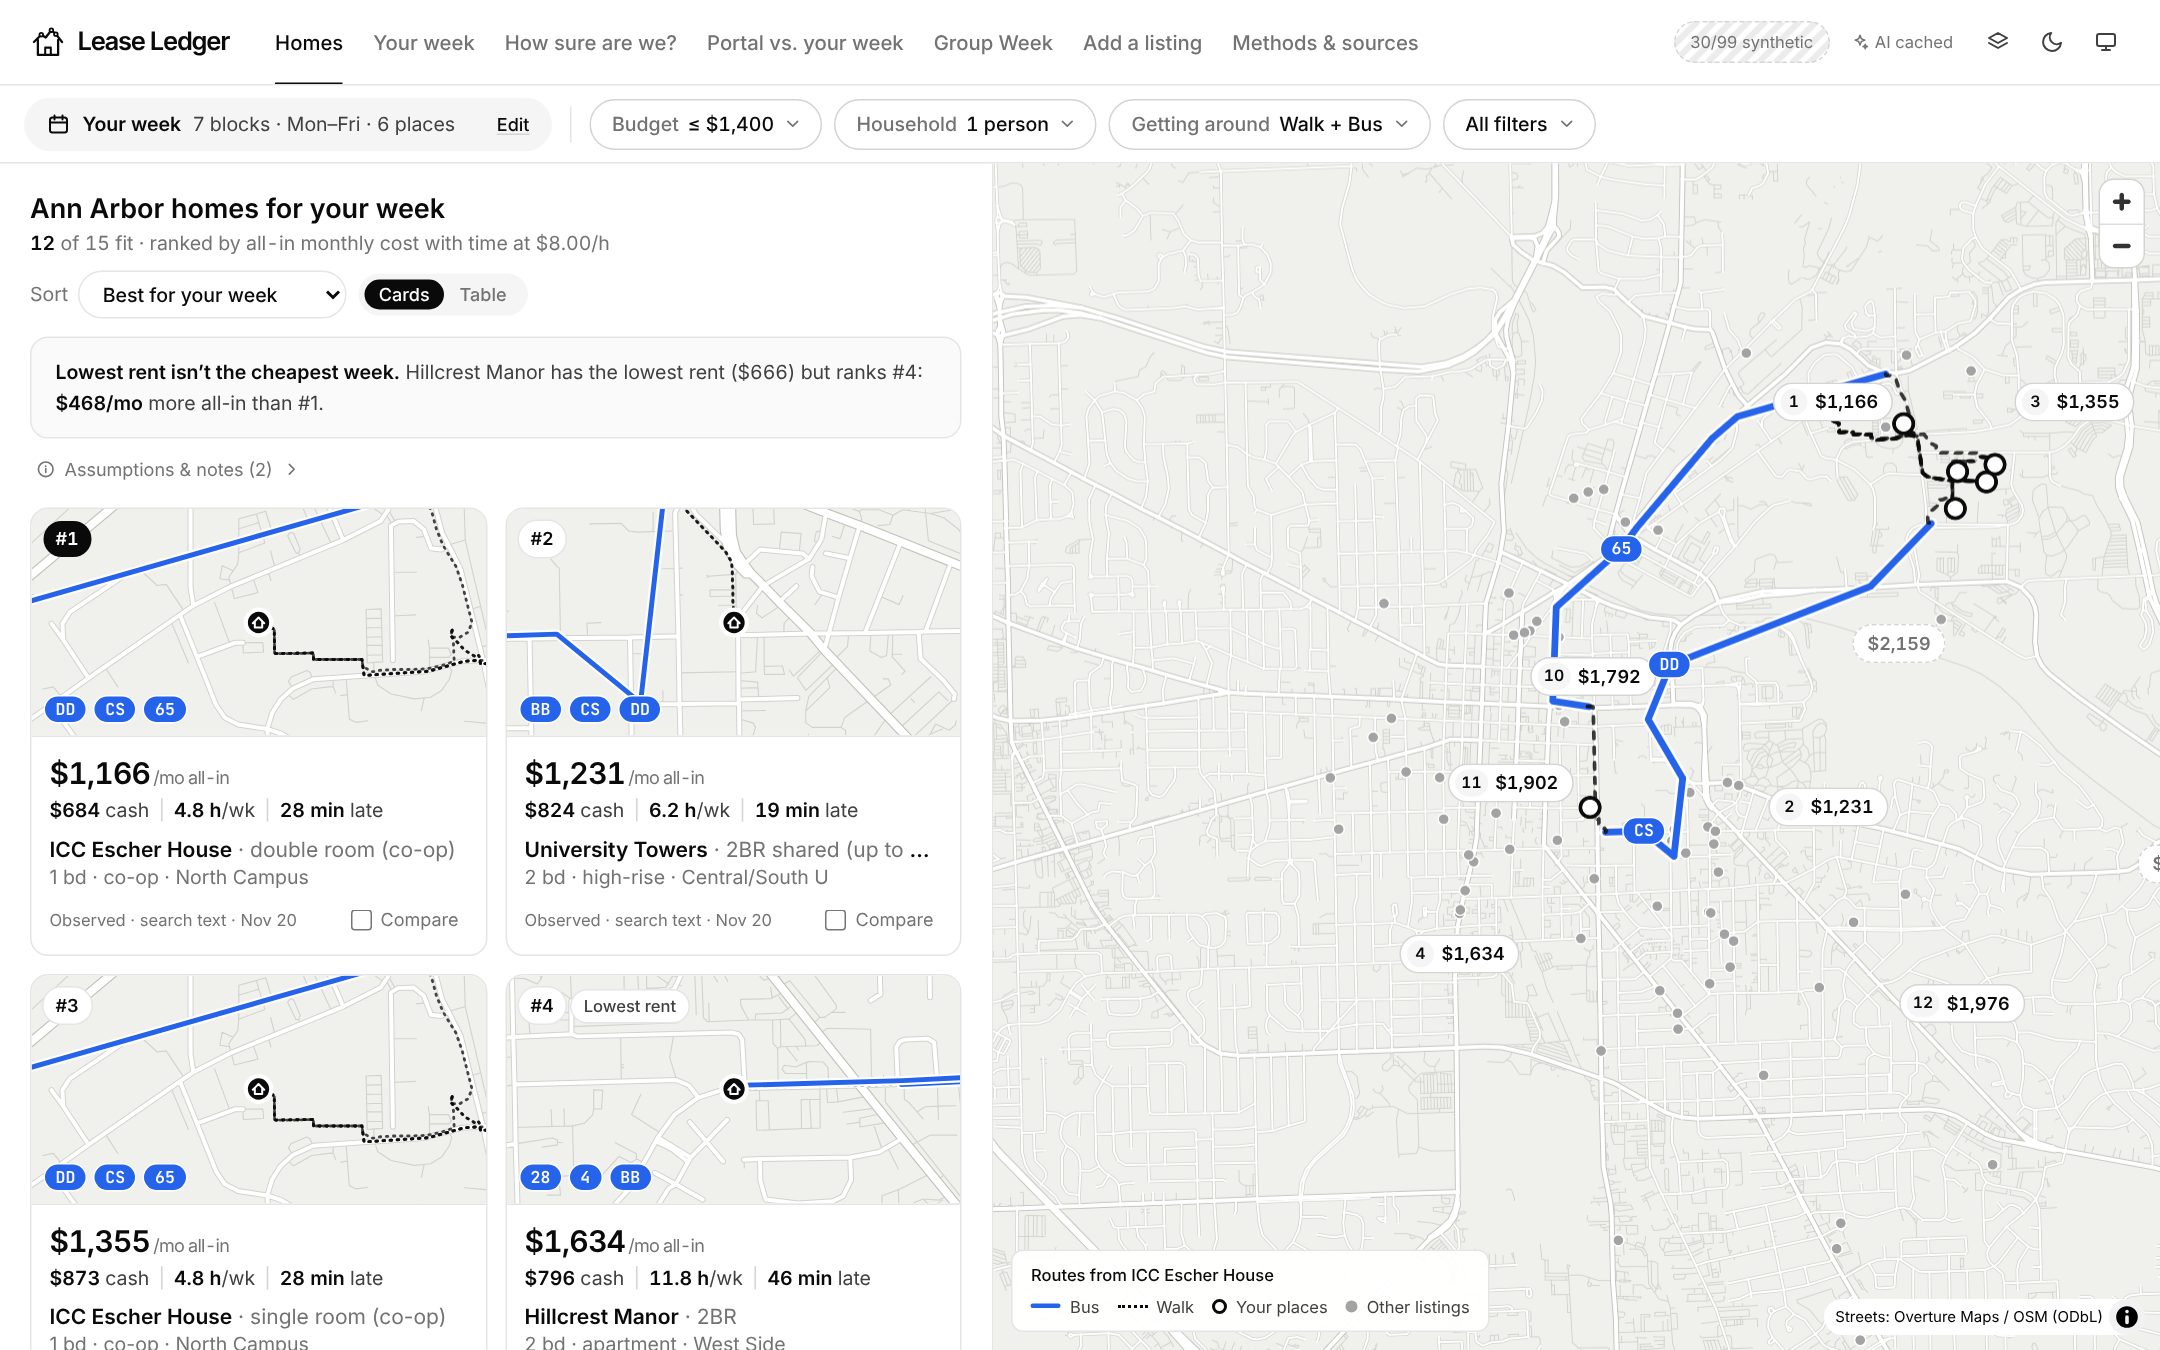 Lease Ledger
Homes
Your week
How sure are we?
Portal vs. your week
Group Week
Add a listing
Methods & sources
30/99 synthetic
AI cached
Your week 7 blocks · Mon–Fri · 6 places Edit
Budget ≤ $1,400
Household 1 person
Getting around Walk + Bus
All filters
Ann Arbor homes for your week
12 of 15 fit · ranked by all-in monthly cost with time at $8.00/h
Sort Best for your week Cards Table
Lowest rent isn’t the cheapest week. Hillcrest Manor has the lowest rent ($666) but ranks #4:
$468/mo more all-in than #1.
Assumptions & notes (2)
#1
DD CS 65
$1,166 /mo all-in
$684 cash 4.8 h/wk 28 min late
ICC Escher House · double room (co-op)
1 bd · co-op · North Campus
Observed · search text · Nov 20 Compare
#2
BB CS DD
$1,231 /mo all-in
$824 cash 6.2 h/wk 19 min late
University Towers · 2BR shared (up to ...
2 bd · high-rise · Central/South U
Observed · search text · Nov 20 Compare
#3
DD CS 65
$1,355 /mo all-in
$873 cash 4.8 h/wk 28 min late
ICC Escher House · single room (co-op)
1 bd · co-op · North Campus
#4 Lowest rent
28 4 BB
$1,634 /mo all-in
$796 cash 11.8 h/wk 46 min late
Hillcrest Manor · 2BR
2 bd · apartment · West Side
+
−
1 $1,166
3 $1,355
65
$2,159
DD
10 $1,792
11 $1,902
2 $1,231
CS
$
4 $1,634
12 $1,976
Routes from ICC Escher House
Bus Walk Your places Other listings
Streets: Overture Maps / OSM (ODbL)